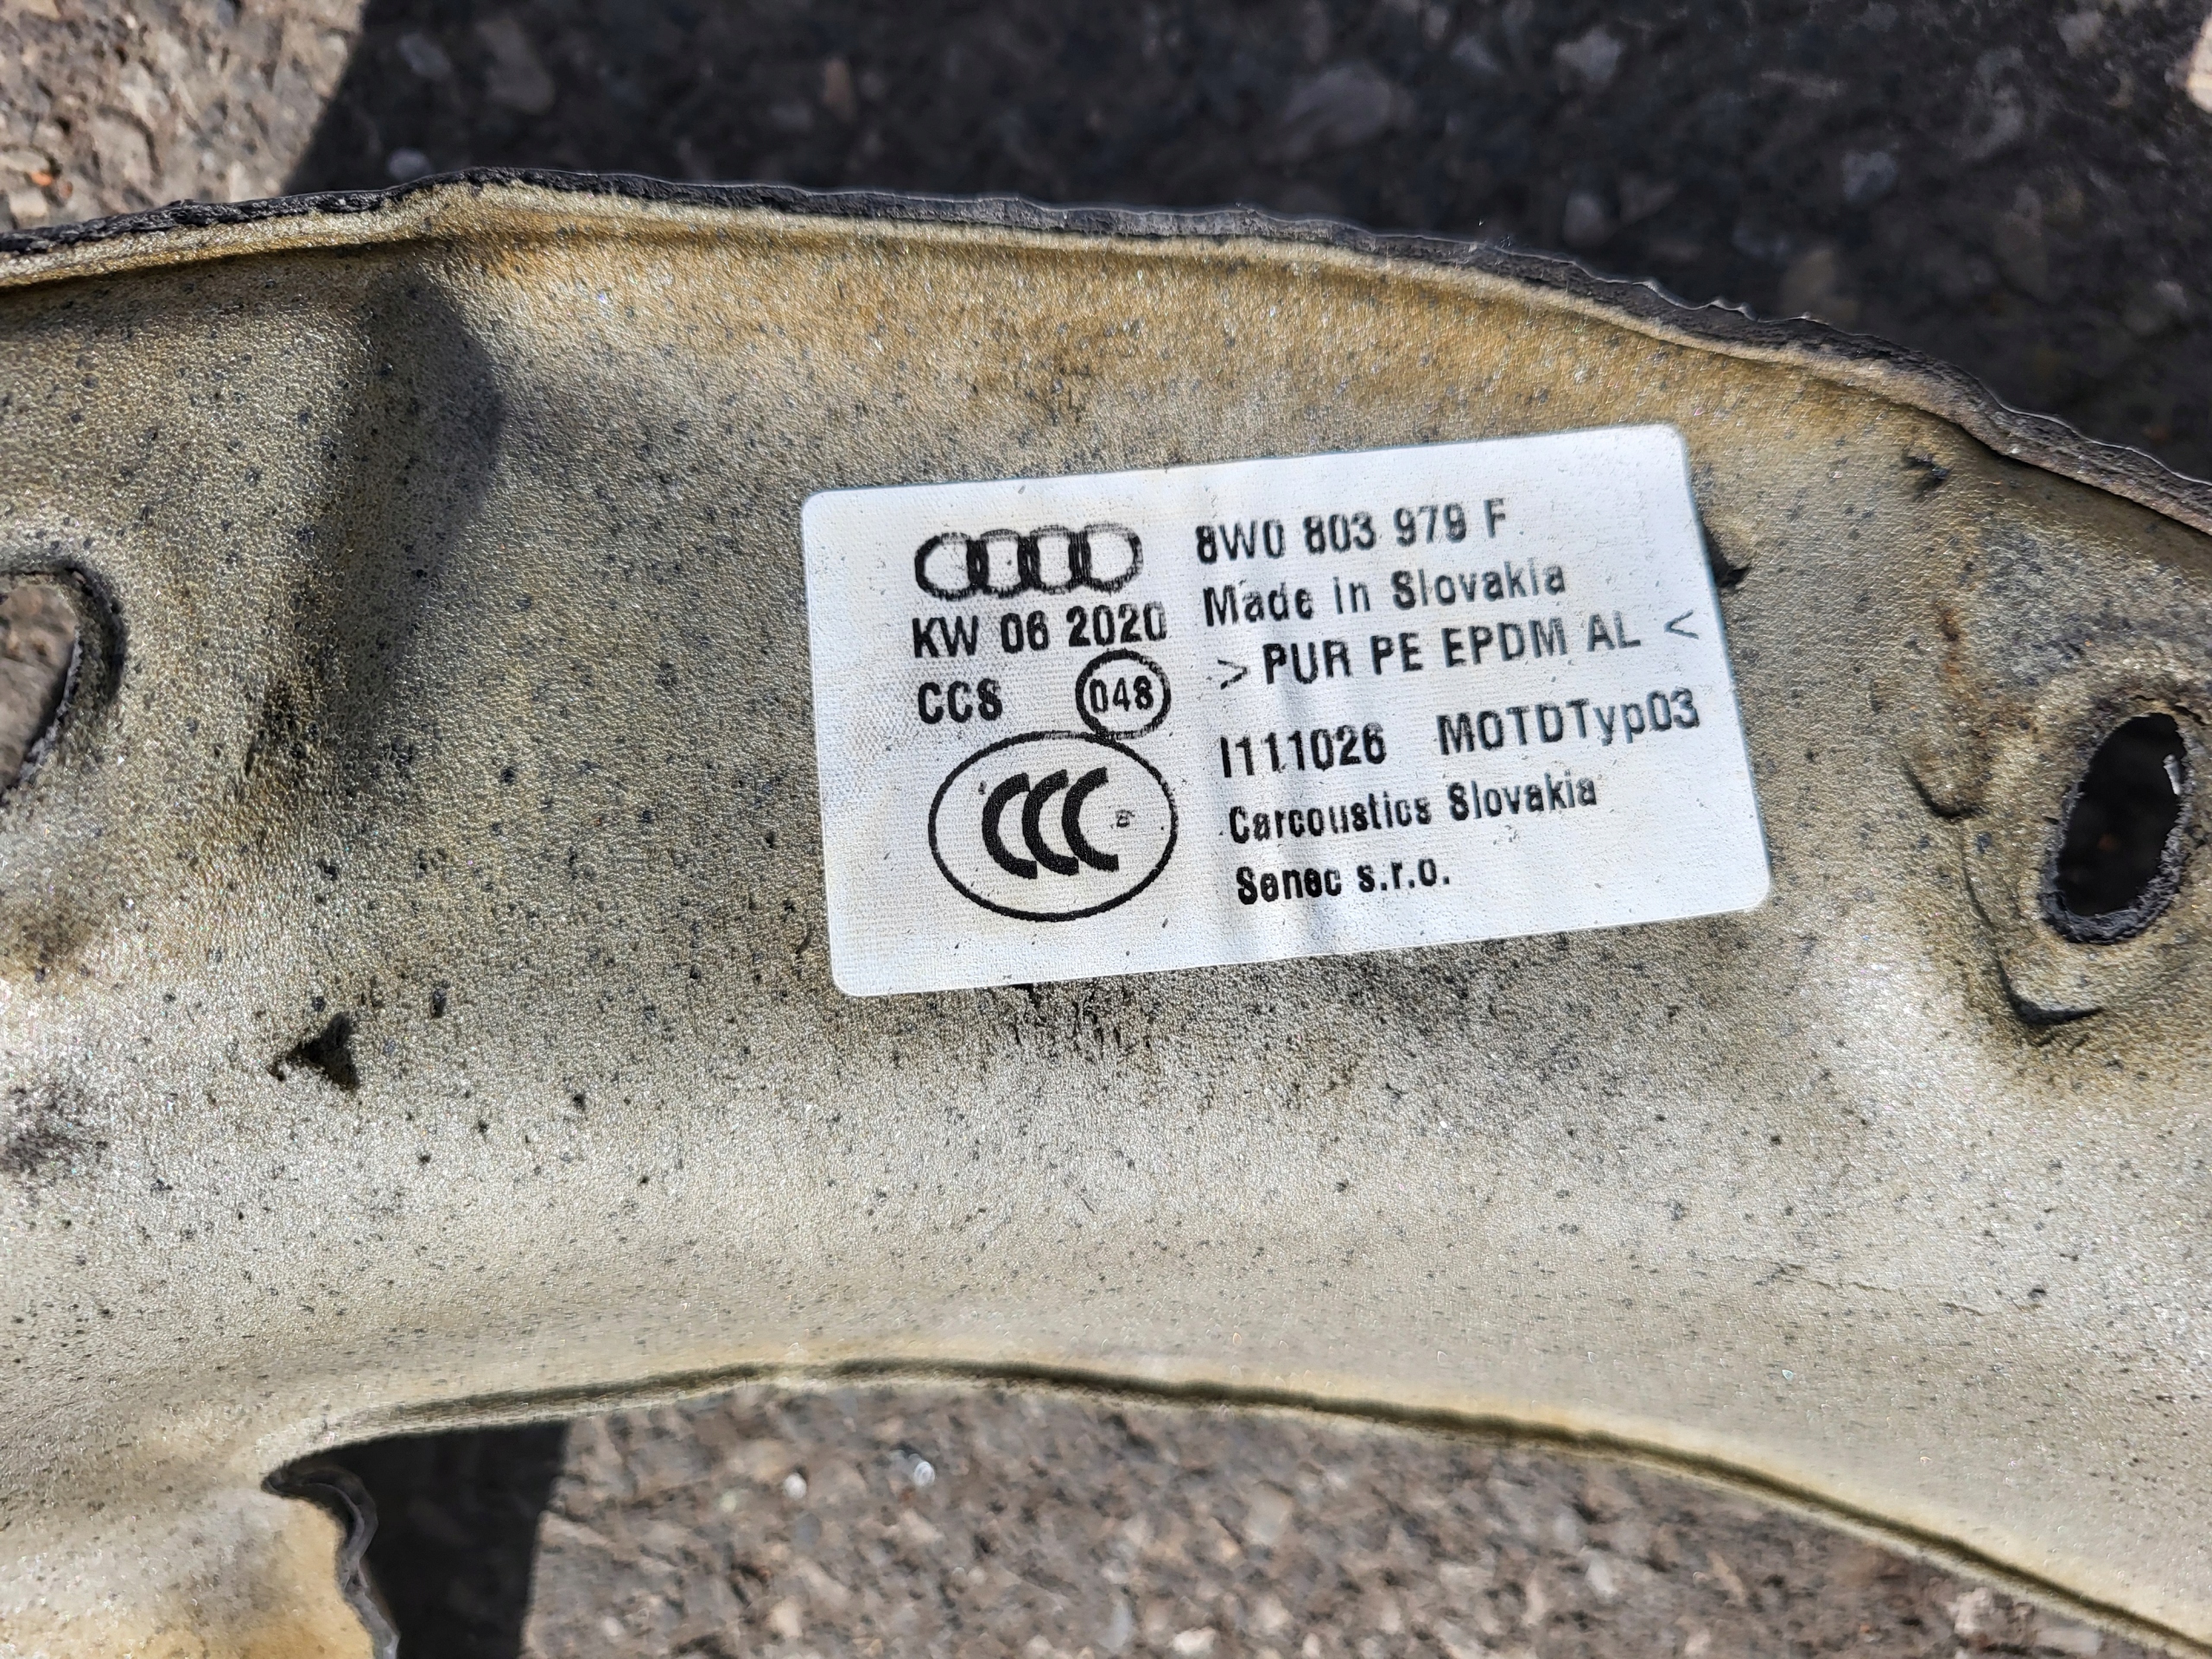 8W0 803 979 F
Made in Slovakia
KW 06 2020
> PUR PE EPDM AL <
CCS 048
I111026 MOTDTyp03
CCC
Carcoustics Slovakia
Senec s.r.o.